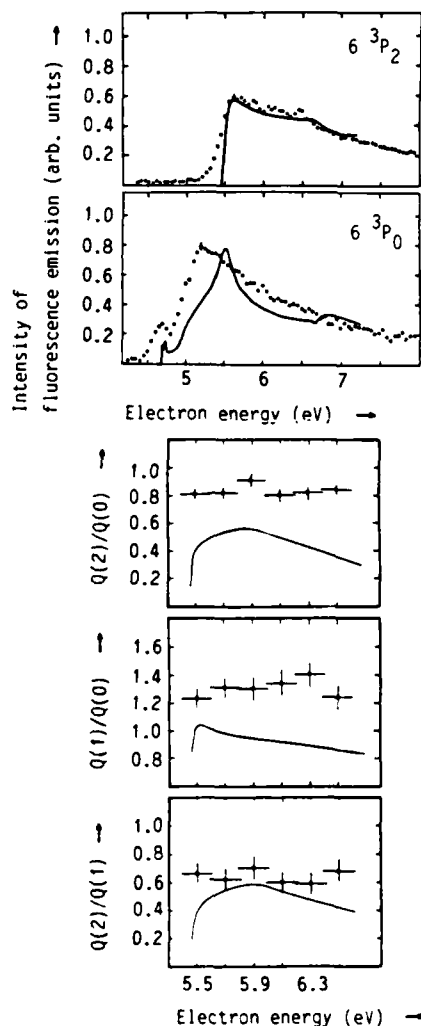 1.0
0.8
0.6
0.4
0.2
6 ³P₂
1.0
0.8
0.6
0.4
0.2
6 ³P₀
5 6 7
Intensity of
fluorescence emission (arb. units) →
Electron energy (eV) →
1.0
0.8
0.6
0.4
0.2
Q(2)/Q(0) →
1.6
1.4
1.2
1.0
0.8
Q(1)/Q(0) →
1.0
0.8
0.6
0.4
0.2
Q(2)/Q(1) →
5.5 5.9 6.3
Electron energy (eV) →